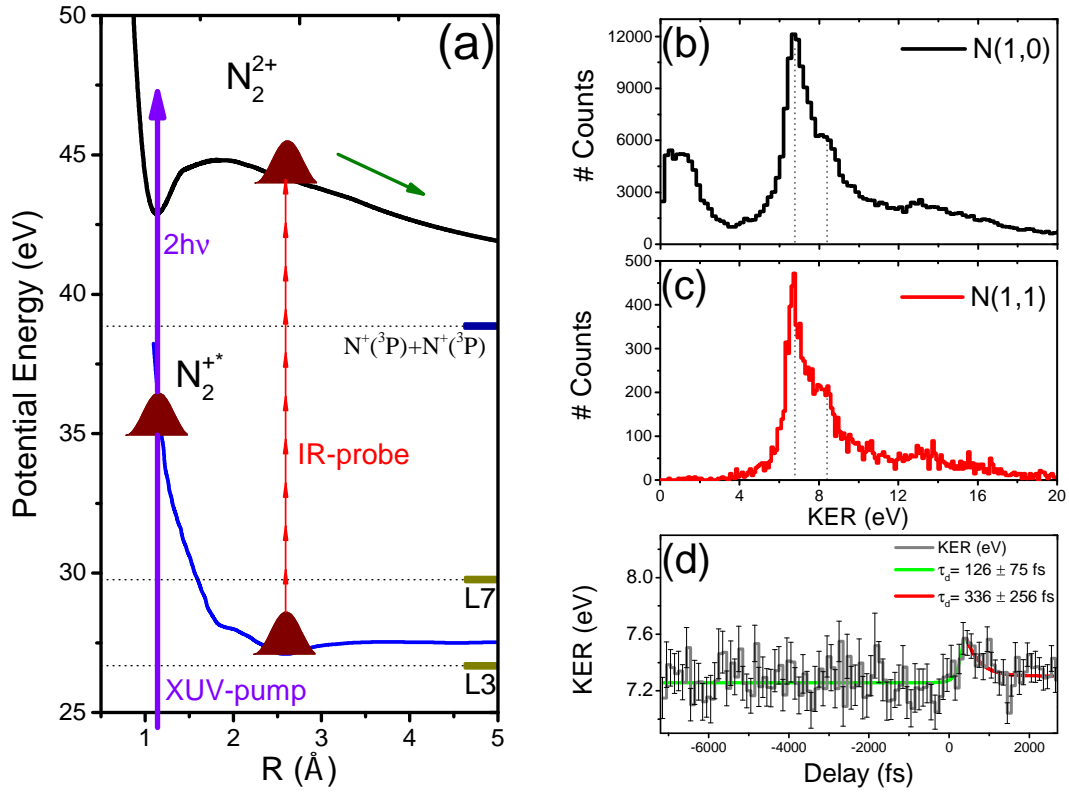 (a)
N₂²⁺
2hν
N⁺(³P)+N⁺(³P)
N₂⁺*
IR-probe
L7
L3
XUV-pump
Potential Energy (eV)
50
45
40
35
30
25
1 2 3 4 5
R (Å)
(b)
N(1,0)
# Counts
12000
9000
6000
3000
0
(c)
N(1,1)
# Counts
500
400
300
200
100
0
0 4 8 12 16 20
KER (eV)
(d)
KER (eV)
τd= 126 ± 75 fs
τd= 336 ± 256 fs
KER (eV)
8.0
7.6
7.2
-6000 -4000 -2000 0 2000
Delay (fs)